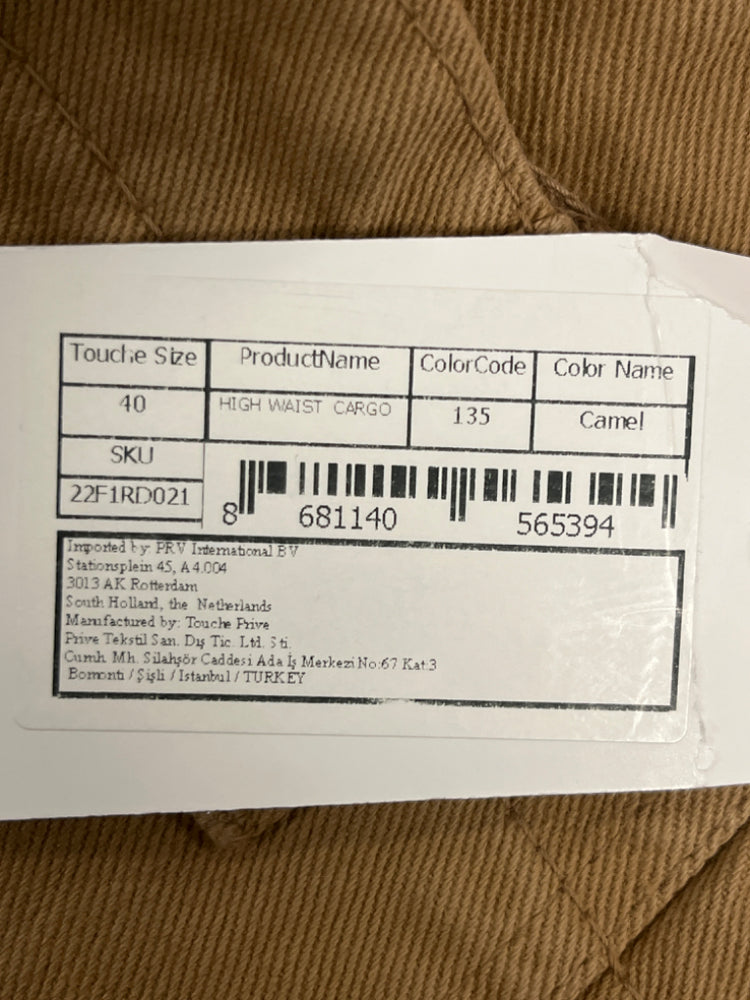 Touche Size ProductName ColorCode Color Name
40 HIGH WAIST CARGO 135 Camel
SKU
22F1RD021
8 681140 565394
Imported by: PRV International BV
Stationsplein 45, A4.004
3013 AK Rotterdam
South Holland, the Netherlands
Manufactured by: Touche Prive
Prive Tekstil San. Dış Tic. Ltd. Şti.
Cumh. Mh. Silahşör Caddesi Ada İş Merkezi No:67 Kat:3
Bomonti / Şişli / Istanbul / TURKEY